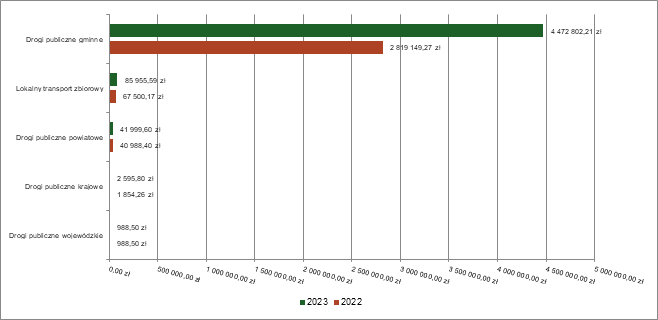 Drogi publiczne gminne
4 472 802,21 zł
2 819 149,27 zł
Lokalny transport zbiorowy
85 955,59 zł
67 500,17 zł
Drogi publiczne powiatowe
41 999,60 zł
40 988,40 zł
Drogi publiczne krajowe
2 595,80 zł
1 854,26 zł
Drogi publiczne wojewódzkie
988,50 zł
988,50 zł
0,00 zł
500 000,00 zł
1 000 000,00 zł
1 500 000,00 zł
2 000 000,00 zł
2 500 000,00 zł
3 000 000,00 zł
3 500 000,00 zł
4 000 000,00 zł
4 500 000,00 zł
5 000 000,00 zł
2023
2022